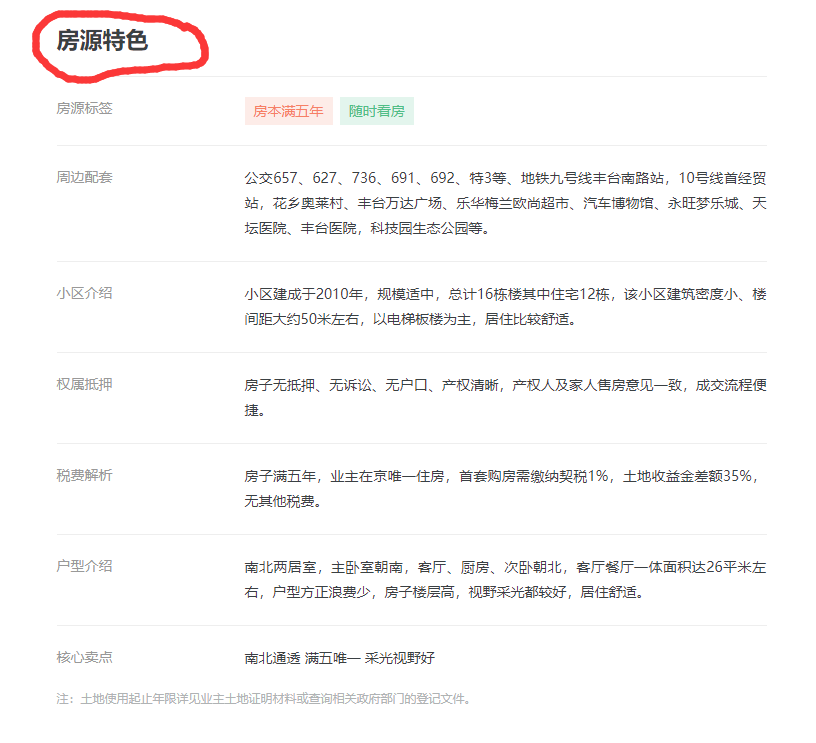 房源特色
房源标签
房本满五年 随时看房
周边配套
公交657、627、736、691、692、特3等、地铁九号线丰台南路站，10号线首经贸
站，花乡奥莱村、丰台万达广场、乐华梅兰欧尚超市、汽车博物馆、永旺梦乐城、天
坛医院、丰台医院，科技园生态公园等。
小区介绍
小区建成于2010年，规模适中，总计16栋楼其中住宅12栋，该小区建筑密度小、楼
间距大约50米左右，以电梯板楼为主，居住比较舒适。
权属抵押
房子无抵押、无诉讼、无户口、产权清晰，产权人及家人售房意见一致，成交流程便
捷。
税费解析
房子满五年，业主在京唯一住房，首套购房需缴纳契税1%，土地收益金差额35%，
无其他税费。
户型介绍
南北两居室，主卧室朝南，客厅、厨房、次卧朝北，客厅餐厅一体面积达26平米左
右，户型方正浪费少，房子楼层高，视野采光都较好，居住舒适。
核心卖点
南北通透 满五唯一 采光视野好
注：土地使用起止年限详见业主土地证明材料或查询相关政府部门的登记文件。